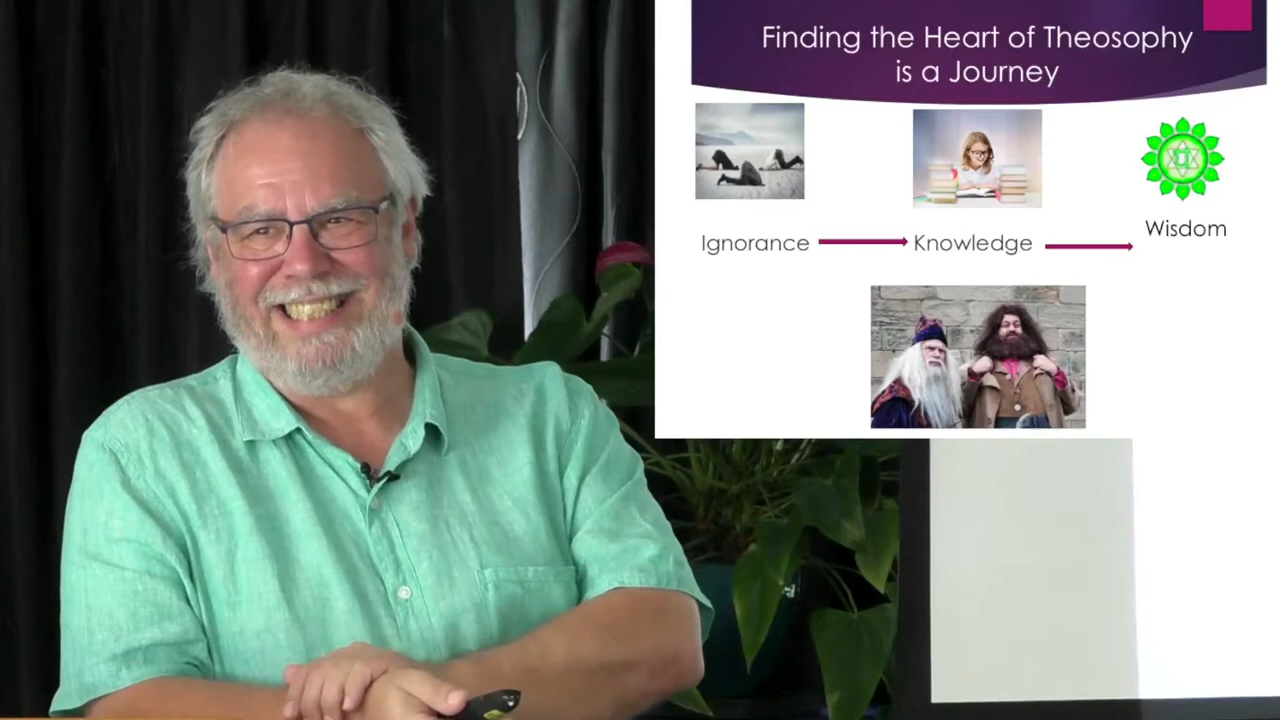 Finding the Heart of Theosophy
is a Journey
Ignorance
Knowledge
Wisdom